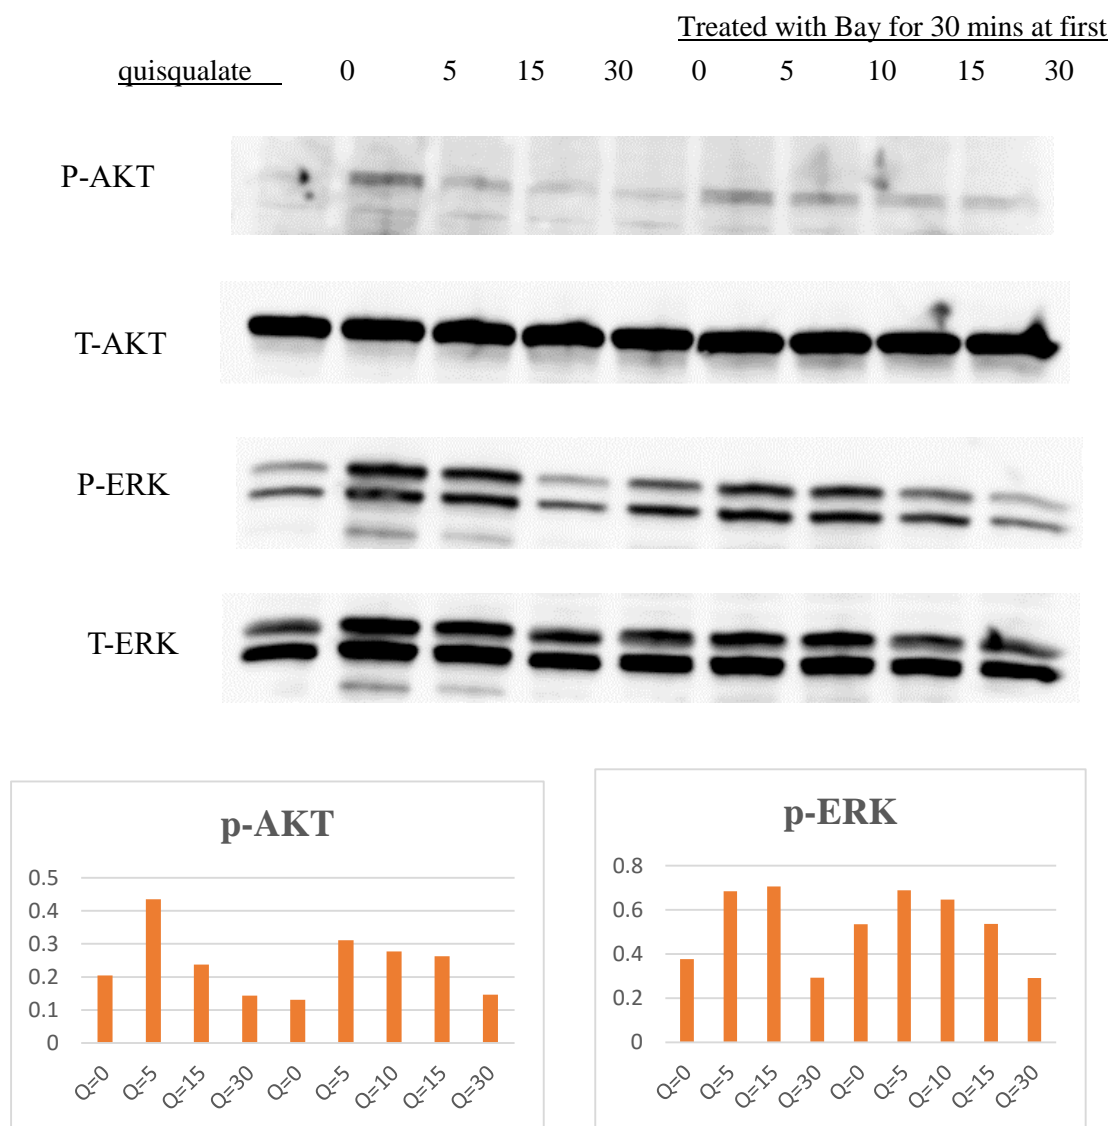 Treated with Bay for 30 mins at first
quisqualate 0 5 15 30 0 5 10 15 30
P-AKT
T-AKT
P-ERK
T-ERK
p-AKT
0.5
0.4
0.3
0.2
0.1
0
Q=0 Q=5 Q=15 Q=30 Q=0 Q=5 Q=10 Q=15 Q=30
p-ERK
0.8
0.6
0.4
0.2
0
Q=0 Q=5 Q=15 Q=30 Q=0 Q=5 Q=10 Q=15 Q=30